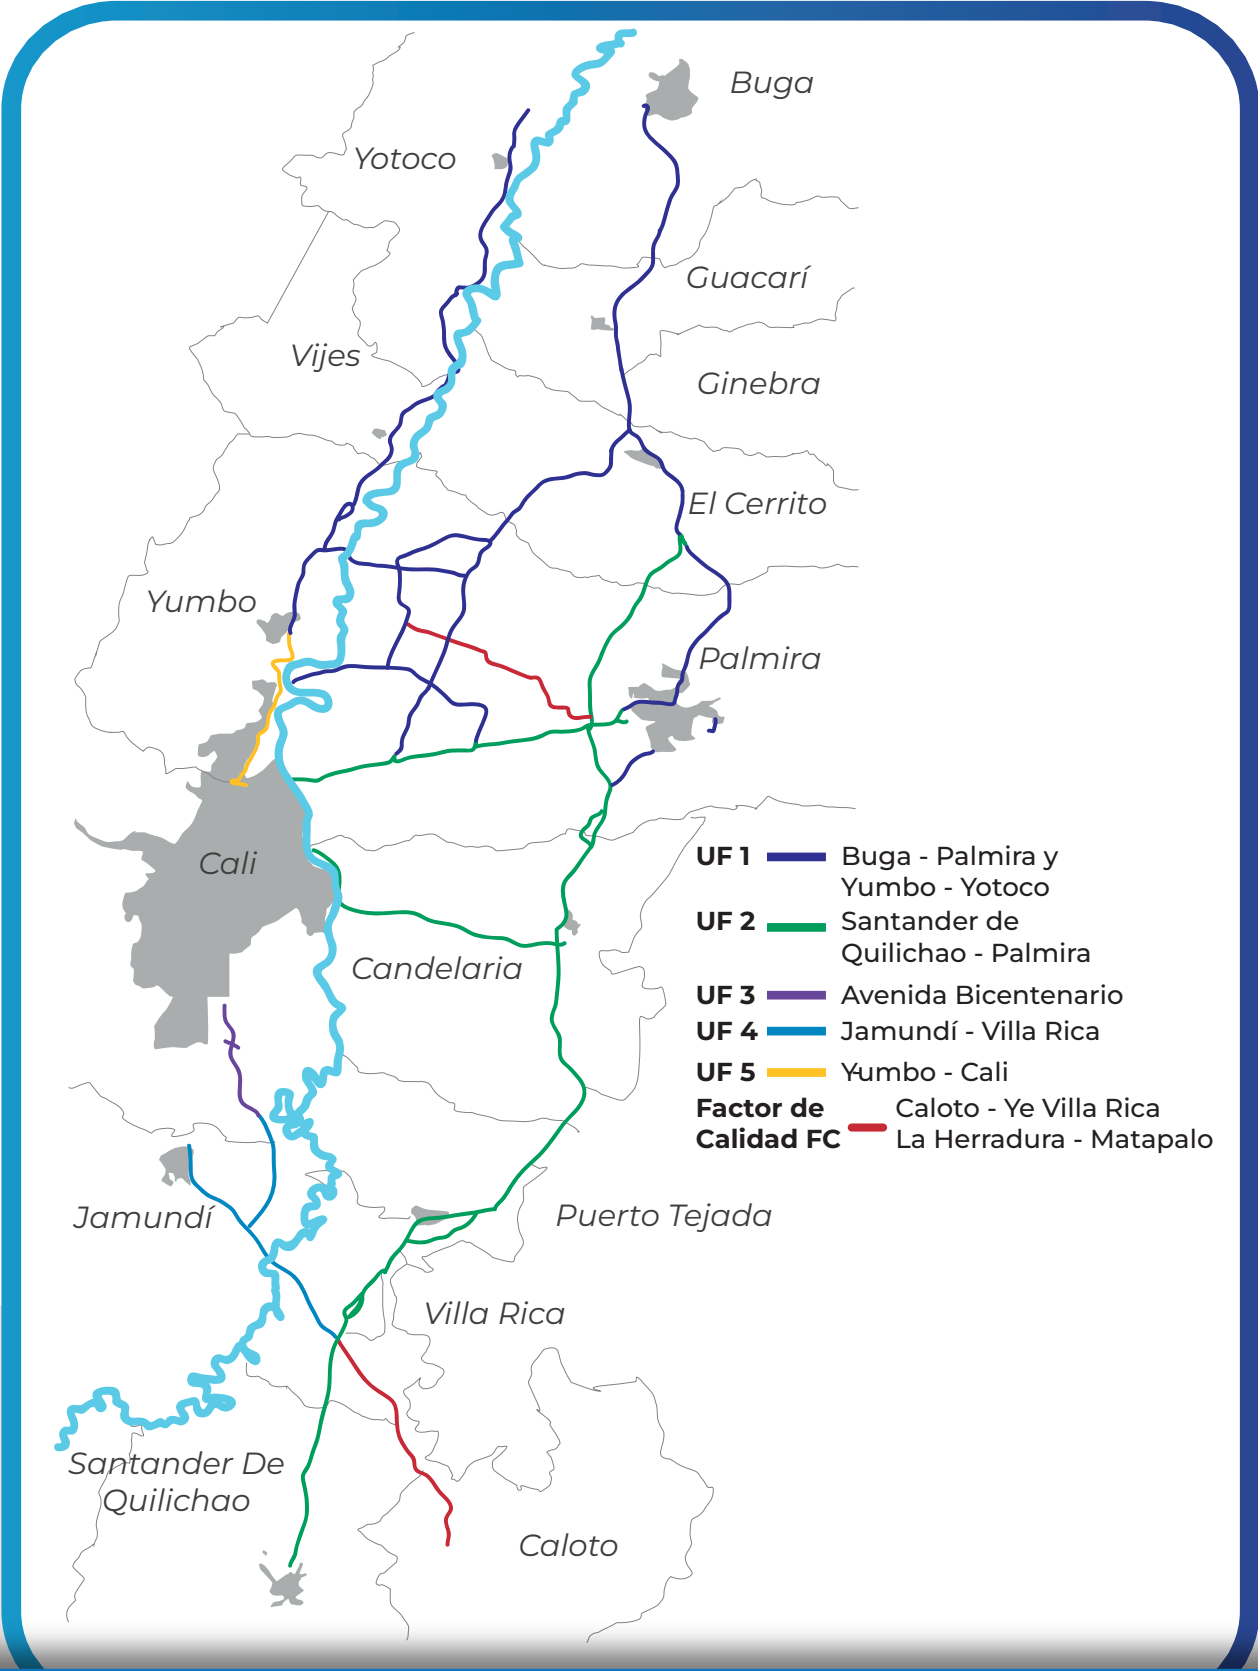 Buga
Yotoco
Guacarí
Vijes
Ginebra
El Cerrito
Yumbo
Palmira
Cali
UF 1 Buga - Palmira y
Yumbo - Yotoco
UF 2 Santander de
Quilichao - Palmira
Candelaria
UF 3 Avenida Bicentenario
UF 4 Jamundí - Villa Rica
UF 5 Yumbo - Cali
Factor de
Calidad FC
Caloto - Ye Villa Rica
La Herradura - Matapalo
Jamundí
Puerto Tejada
Villa Rica
Santander De
Quilichao
Caloto